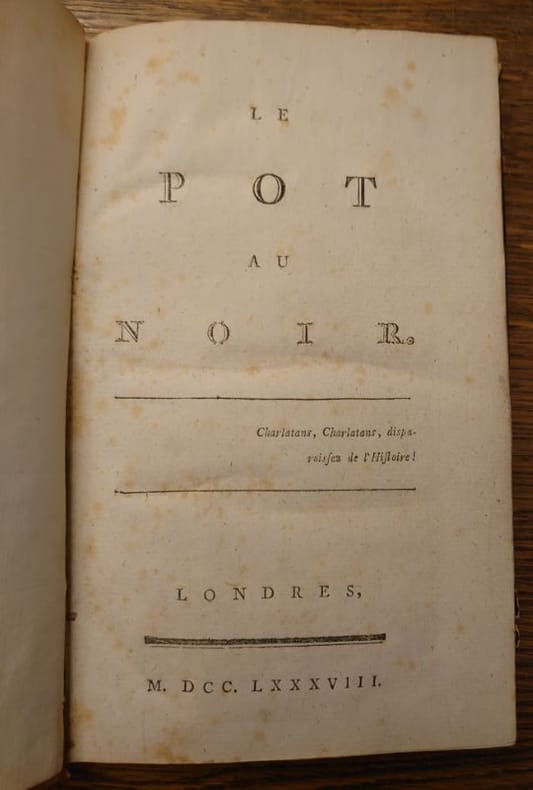 LE
POT
AU
NOIR.
Charlatans, Charlatans, dispa-
roiſſez de l'Hiſtoire!
LONDRES,
M. DCC. LXXXVIII.